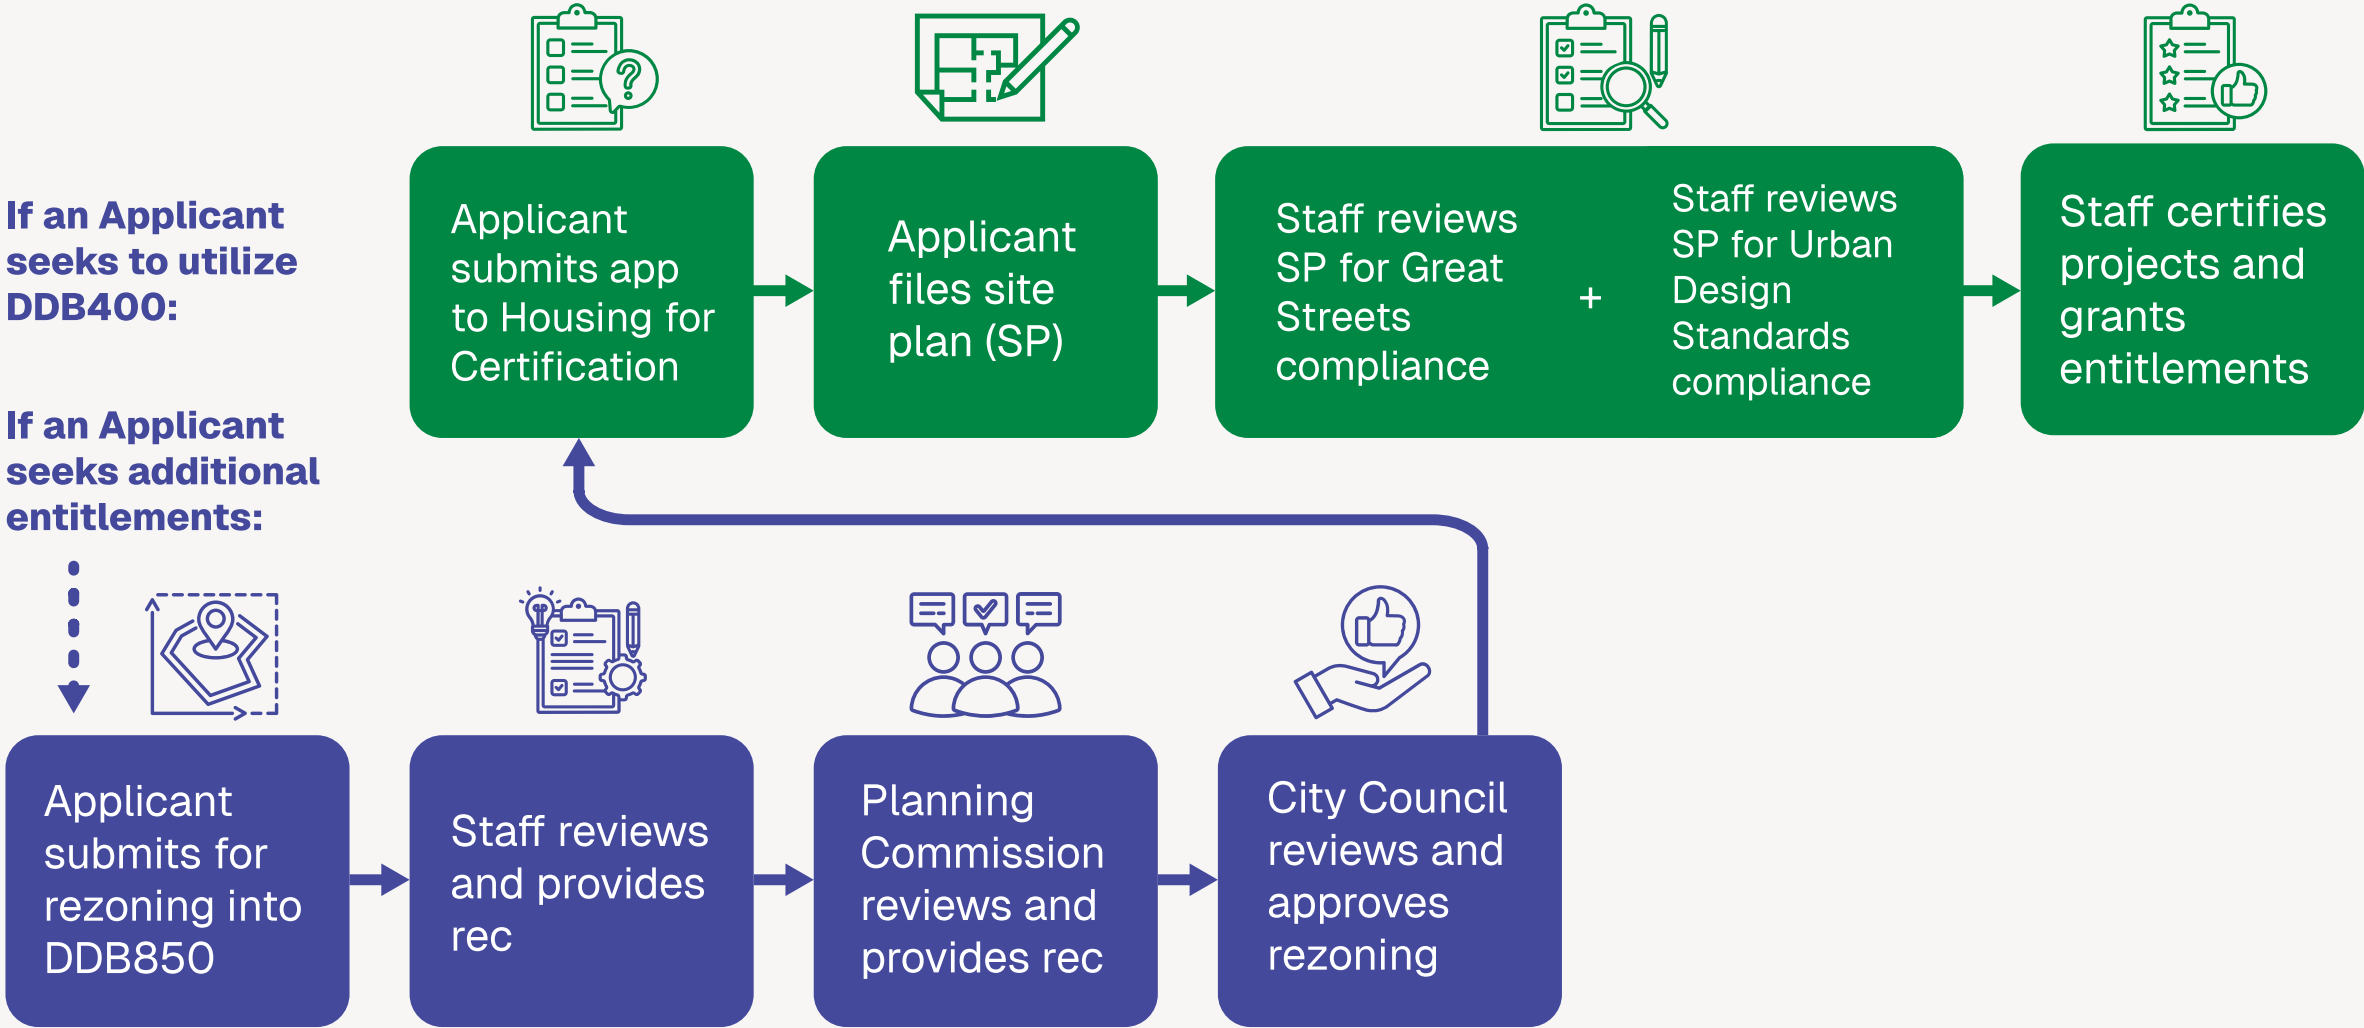 If an Applicant
seeks to utilize
DDB400:
Applicant
submits app
to Housing for
Certification
Applicant
files site
plan (SP)
Staff reviews
SP for Great
Streets
compliance
+
Staff reviews
SP for Urban
Design
Standards
compliance
Staff certifies
projects and
grants
entitlements
If an Applicant
seeks additional
entitlements:
Applicant
submits for
rezoning into
DDB850
Staff reviews
and provides
rec
Planning
Commission
reviews and
provides rec
City Council
reviews and
approves
rezoning